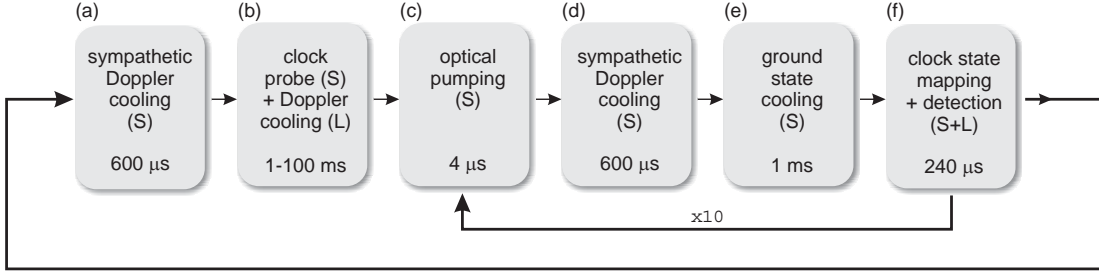 (a)
sympathetic
Doppler
cooling
(S)
600 μs
(b)
clock
probe (S)
+ Doppler
cooling (L)
1-100 ms
(c)
optical
pumping
(S)
4 μs
(d)
sympathetic
Doppler
cooling
(S)
600 μs
(e)
ground
state
cooling
(S)
1 ms
(f)
clock state
mapping
+ detection
(S+L)
240 μs
x10